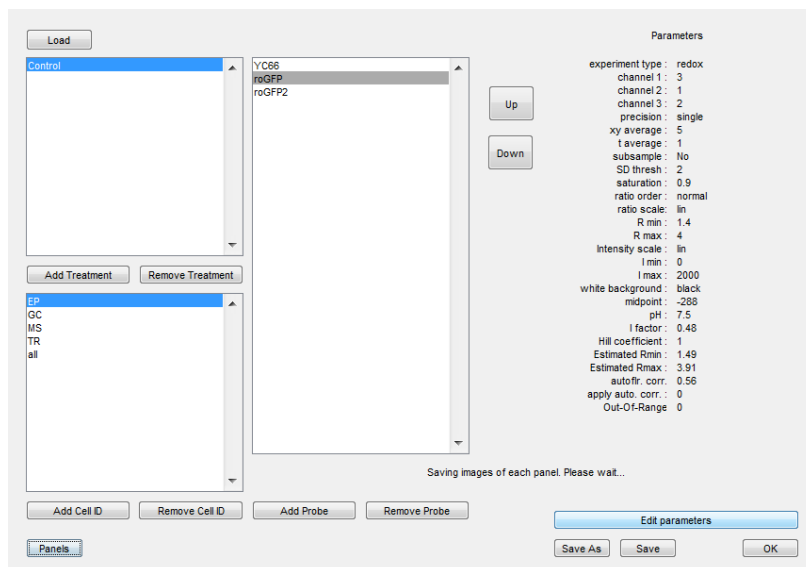 Load
Control
Add Treatment
Remove Treatment
EP
GC
MS
TR
all
Add Cell ID
Remove Cell ID
Panels
YC66
roGFP
roGFP2
Add Probe
Remove Probe
Up
Down
Parameters
experiment type : redox
channel 1 : 3
channel 2 : 1
channel 3 : 2
precision : single
xy average : 5
t average : 1
subsample : No
SD thresh : 2
saturation : 0.9
ratio order : normal
ratio scale: lin
R min : 1.4
R max : 4
Intensity scale : lin
I min : 0
I max : 2000
white background : black
midpoint : -288
pH : 7.5
I factor : 0.48
Hill coefficient : 1
Estimated Rmin : 1.49
Estimated Rmax : 3.91
autoflr. corr. 0.56
apply auto. corr. : 0
Out-Of-Range 0
Saving images of each panel. Please wait...
Edit parameters
Save As
Save
OK